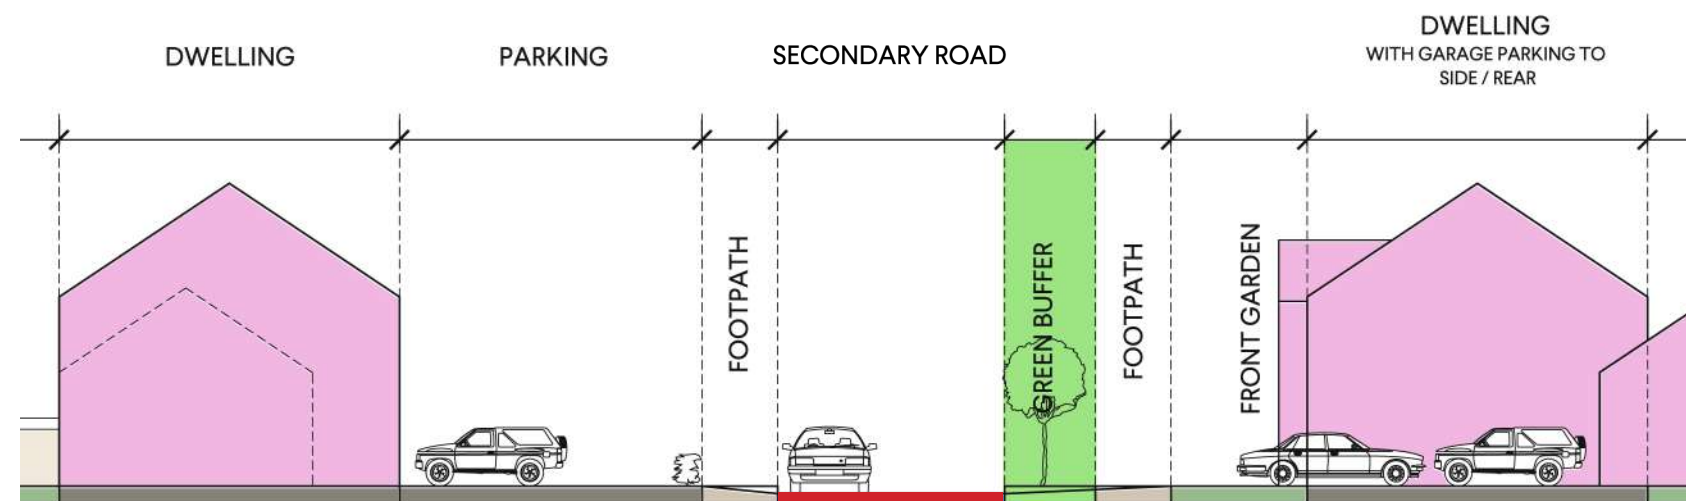 DWELLING
PARKING
SECONDARY ROAD
DWELLING
WITH GARAGE PARKING TO
SIDE / REAR
FOOTPATH
GREEN BUFFER
FOOTPATH
FRONT GARDEN